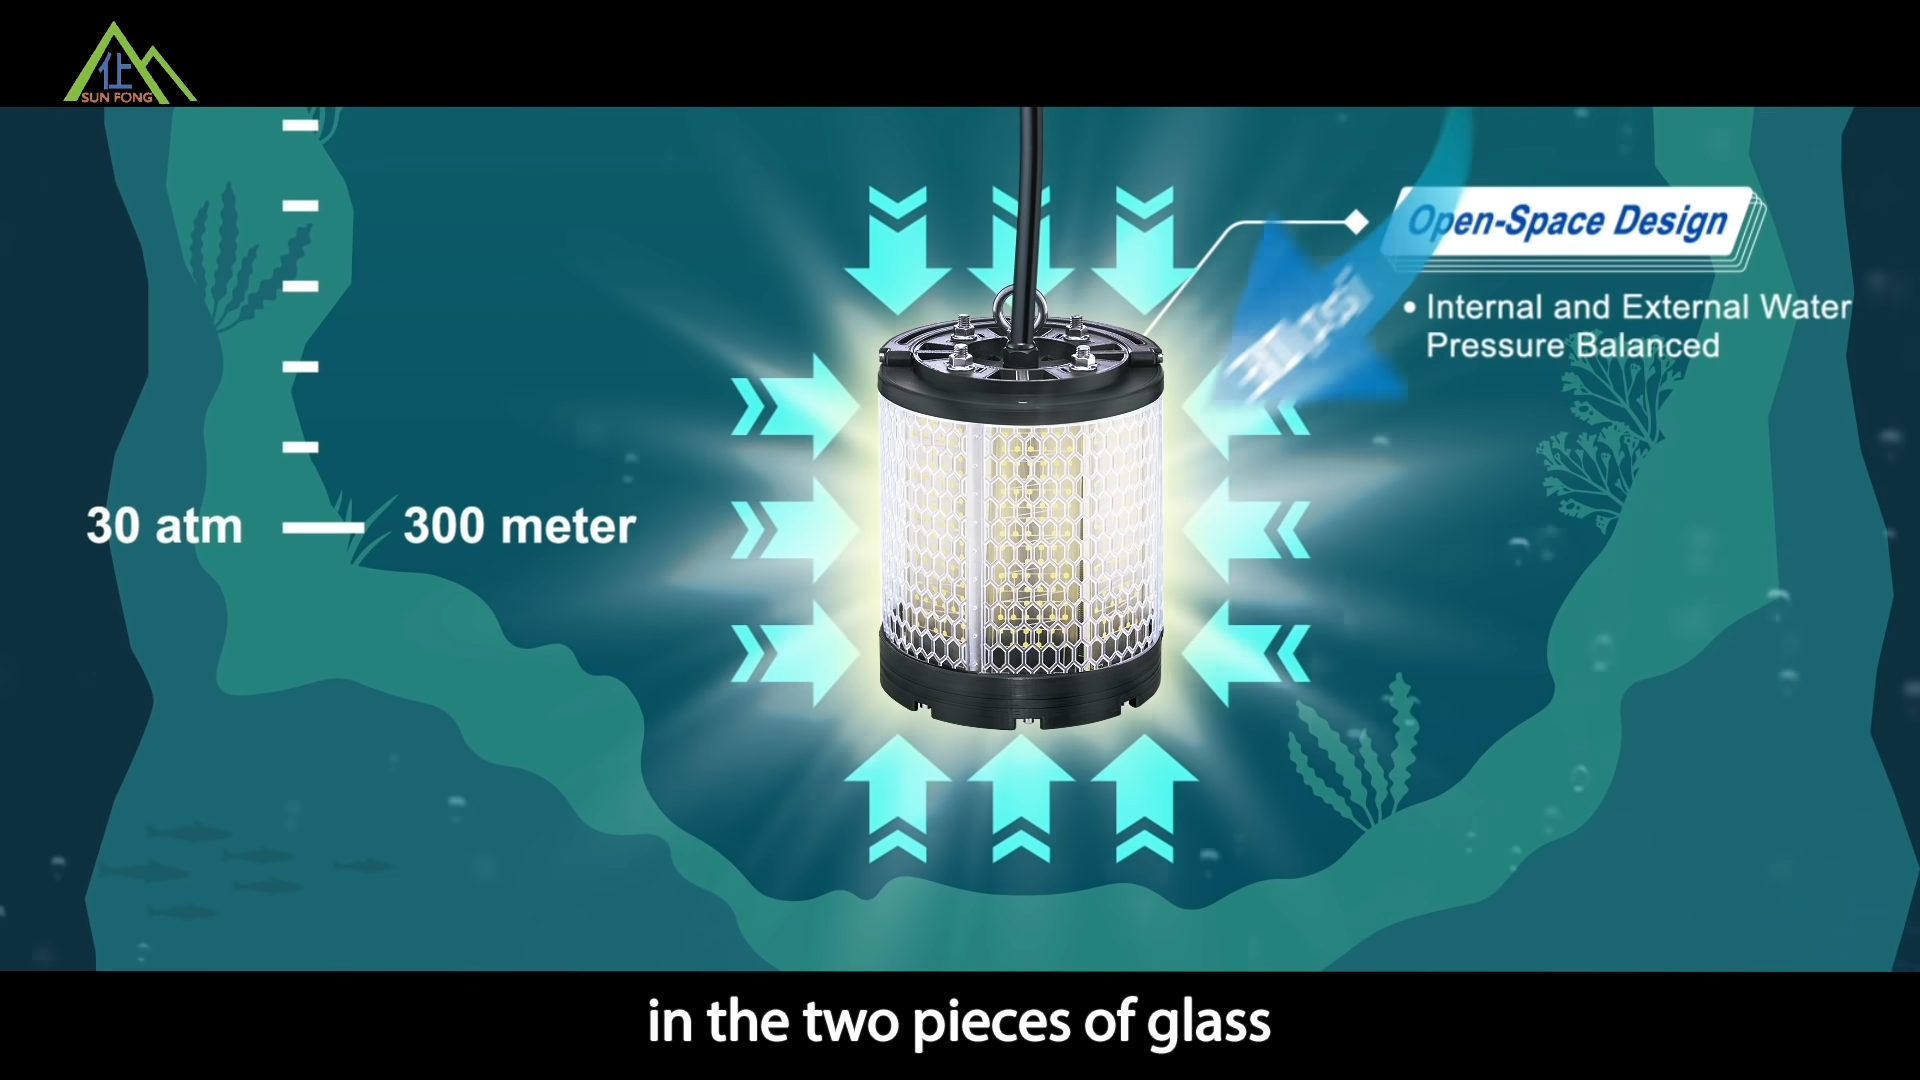 SUN FONG
Open-Space Design
• Internal and External Water
Pressure Balanced
30 atm
300 meter
in the two pieces of glass